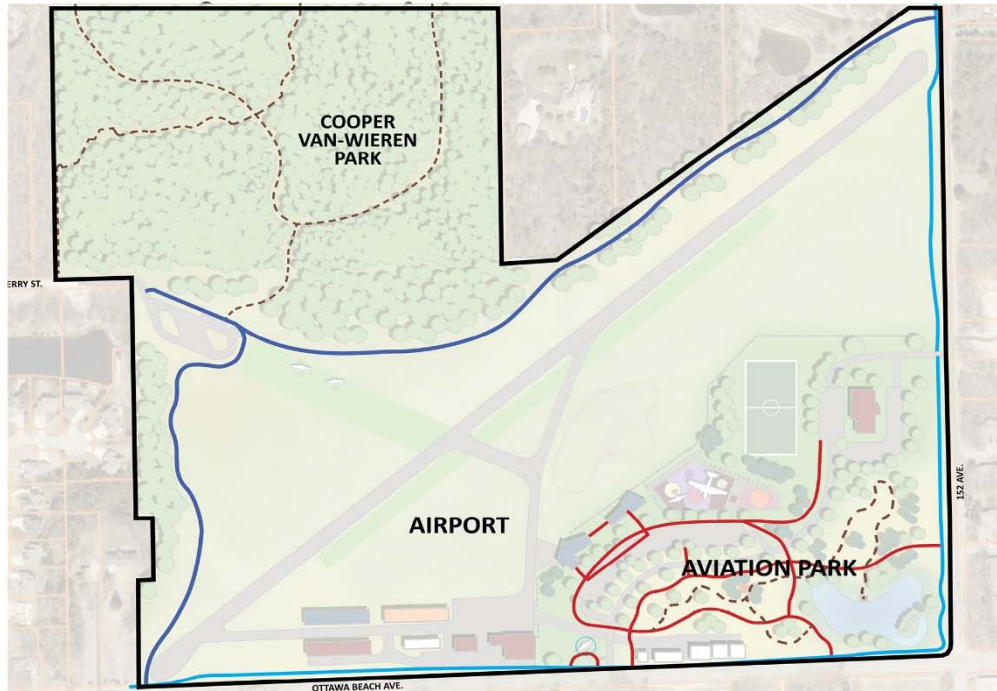 COOPER
VAN-WIEREN
PARK
ERRY ST.
AIRPORT
AVIATION PARK
152 AVE.
OTTAWA BEACH AVE.